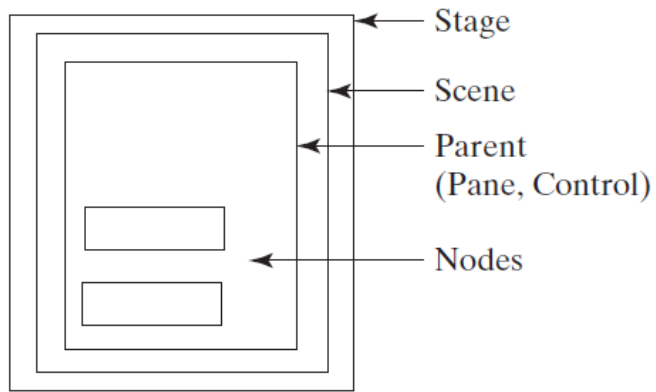 Stage
Scene
Parent
(Pane, Control)
Nodes